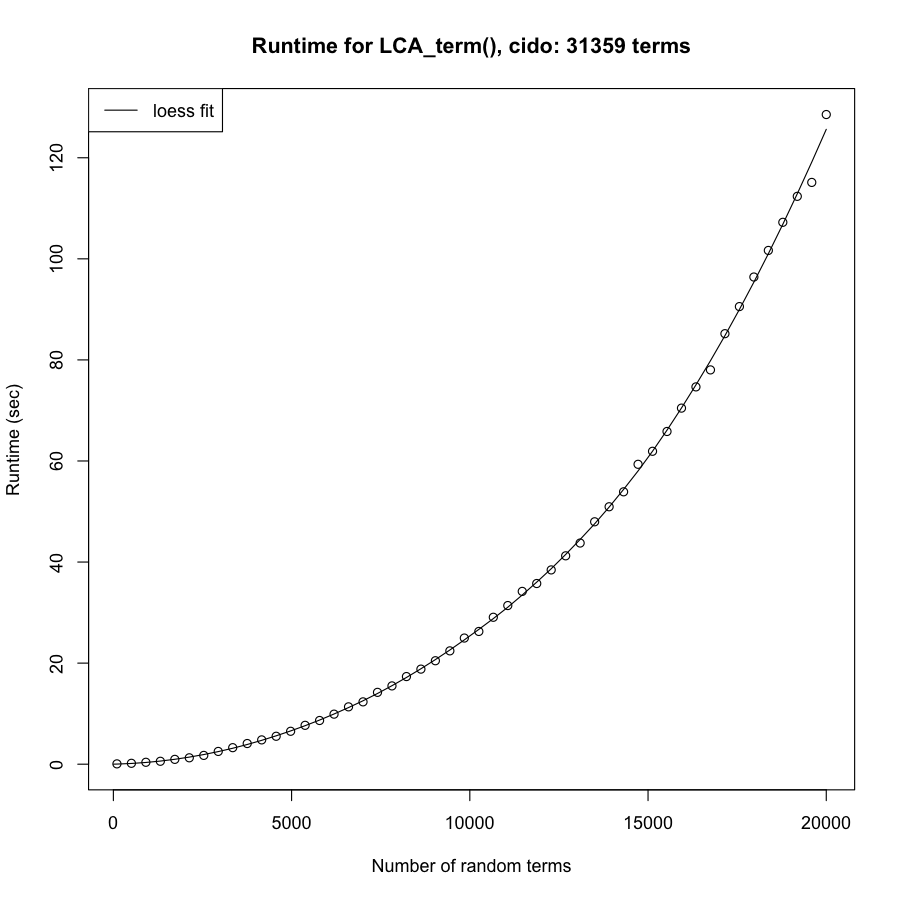 Runtime for LCA_term(), cido: 31359 terms
loess fit
Runtime (sec)
120
100
80
60
40
20
0
0 5000 10000 15000 20000
Number of random terms